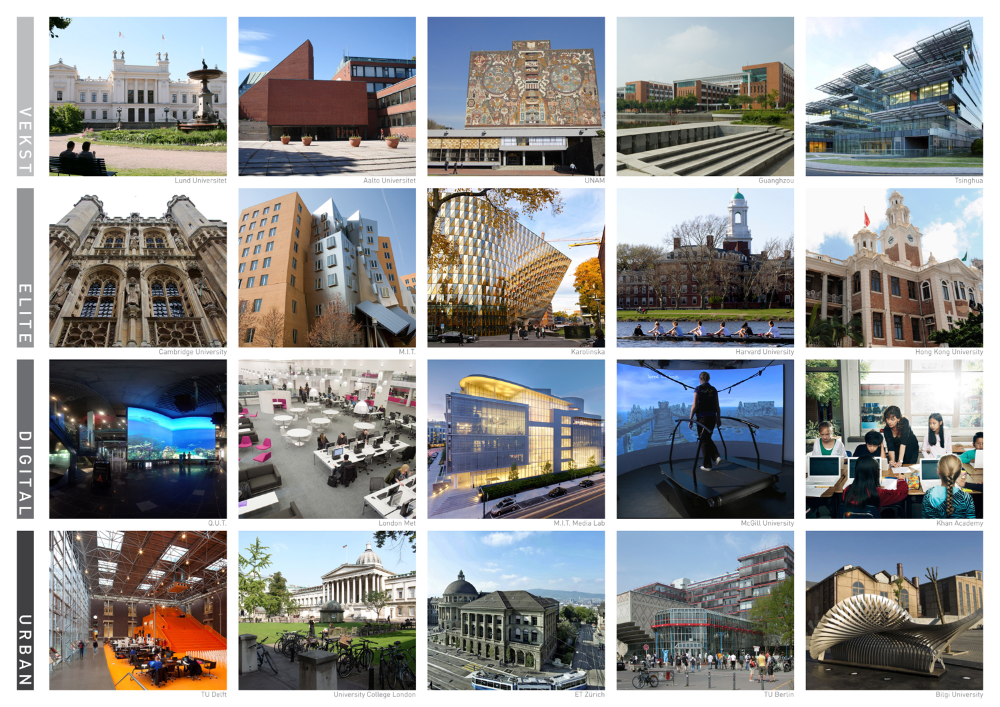 VEKST
Lund Universitet
Aalto Universitet
UNAM
Guanghzou
Tsinghua
ELITE
Cambridge University
M.I.T.
Karolinska
Harvard University
Hong Kong University
DIGITAL
Q.U.T.
London Met
M.I.T. Media Lab
McGill University
Khan Academy
URBAN
TU Delft
University College London
ET Zürich
TU Berlin
Bilgi University